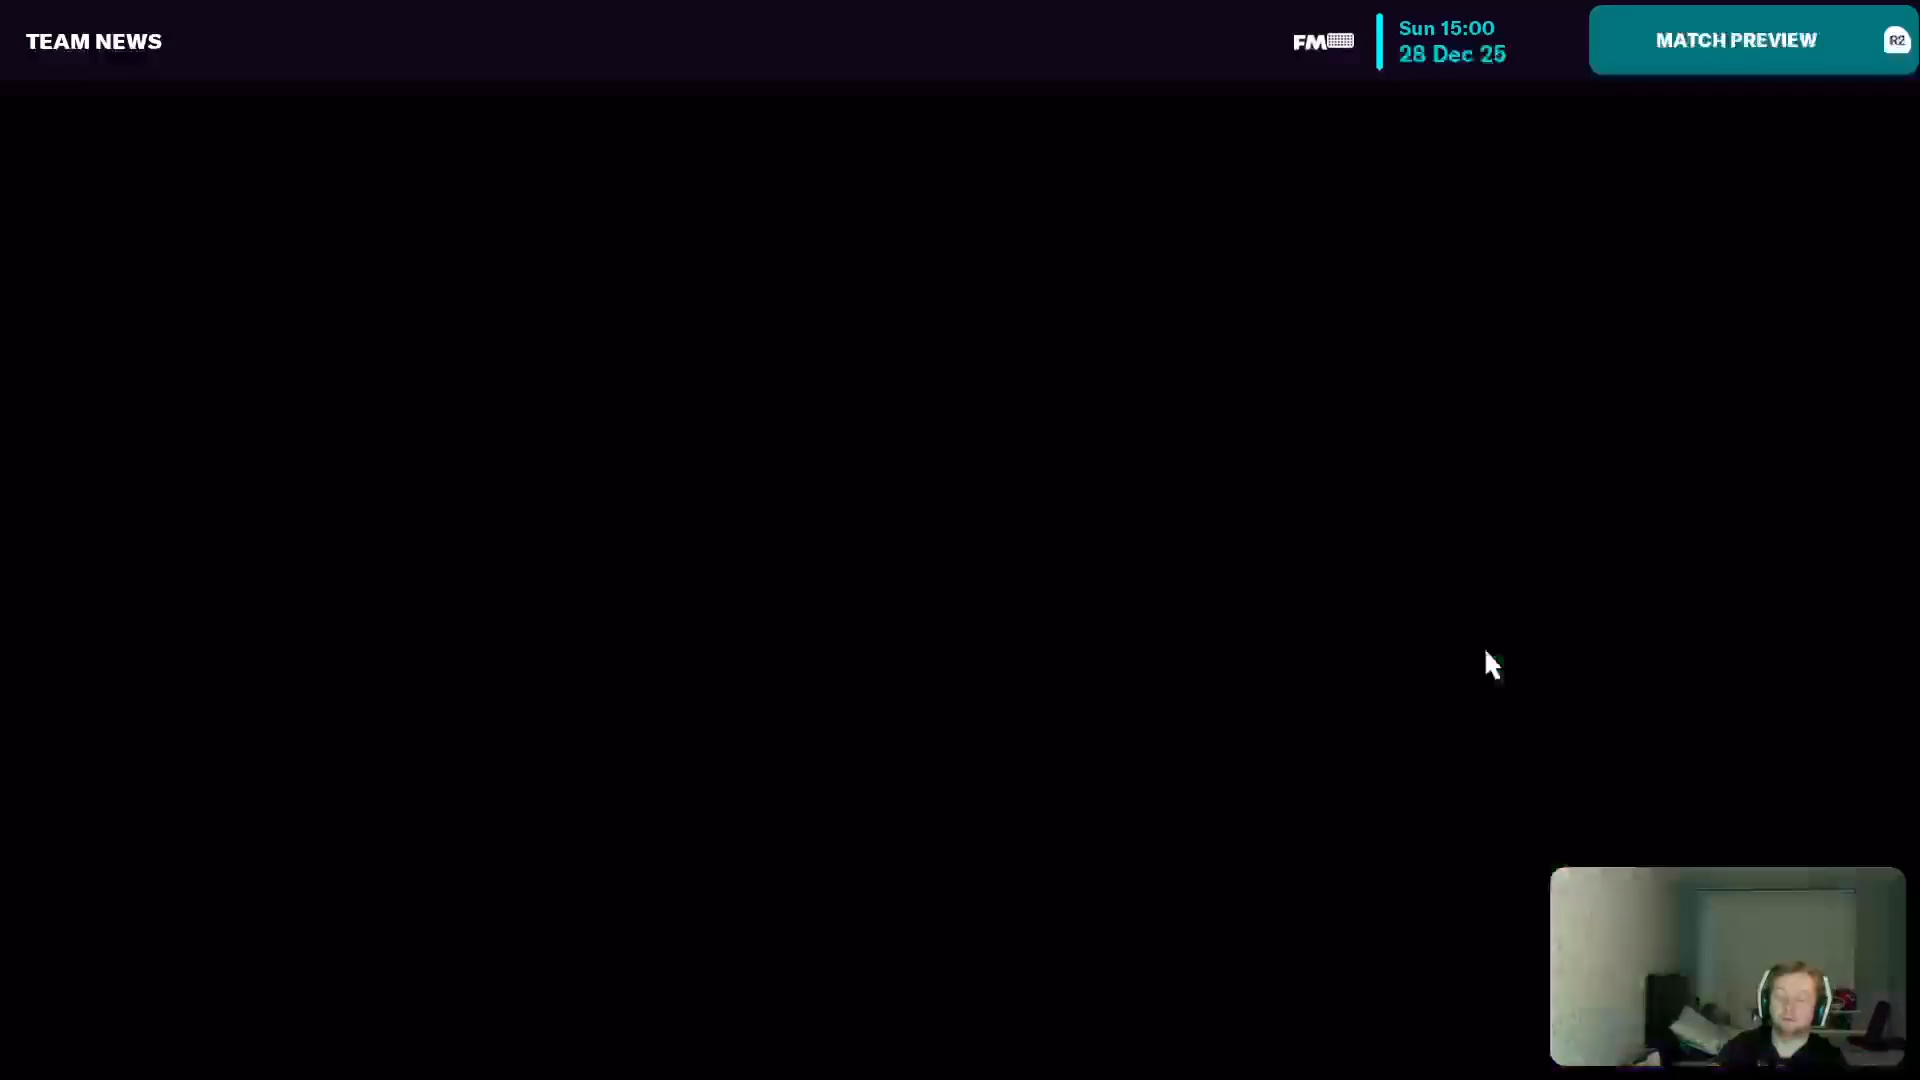 TEAM NEWS
FM
Sun 15:00
28 Dec 25
MATCH PREVIEW
R2